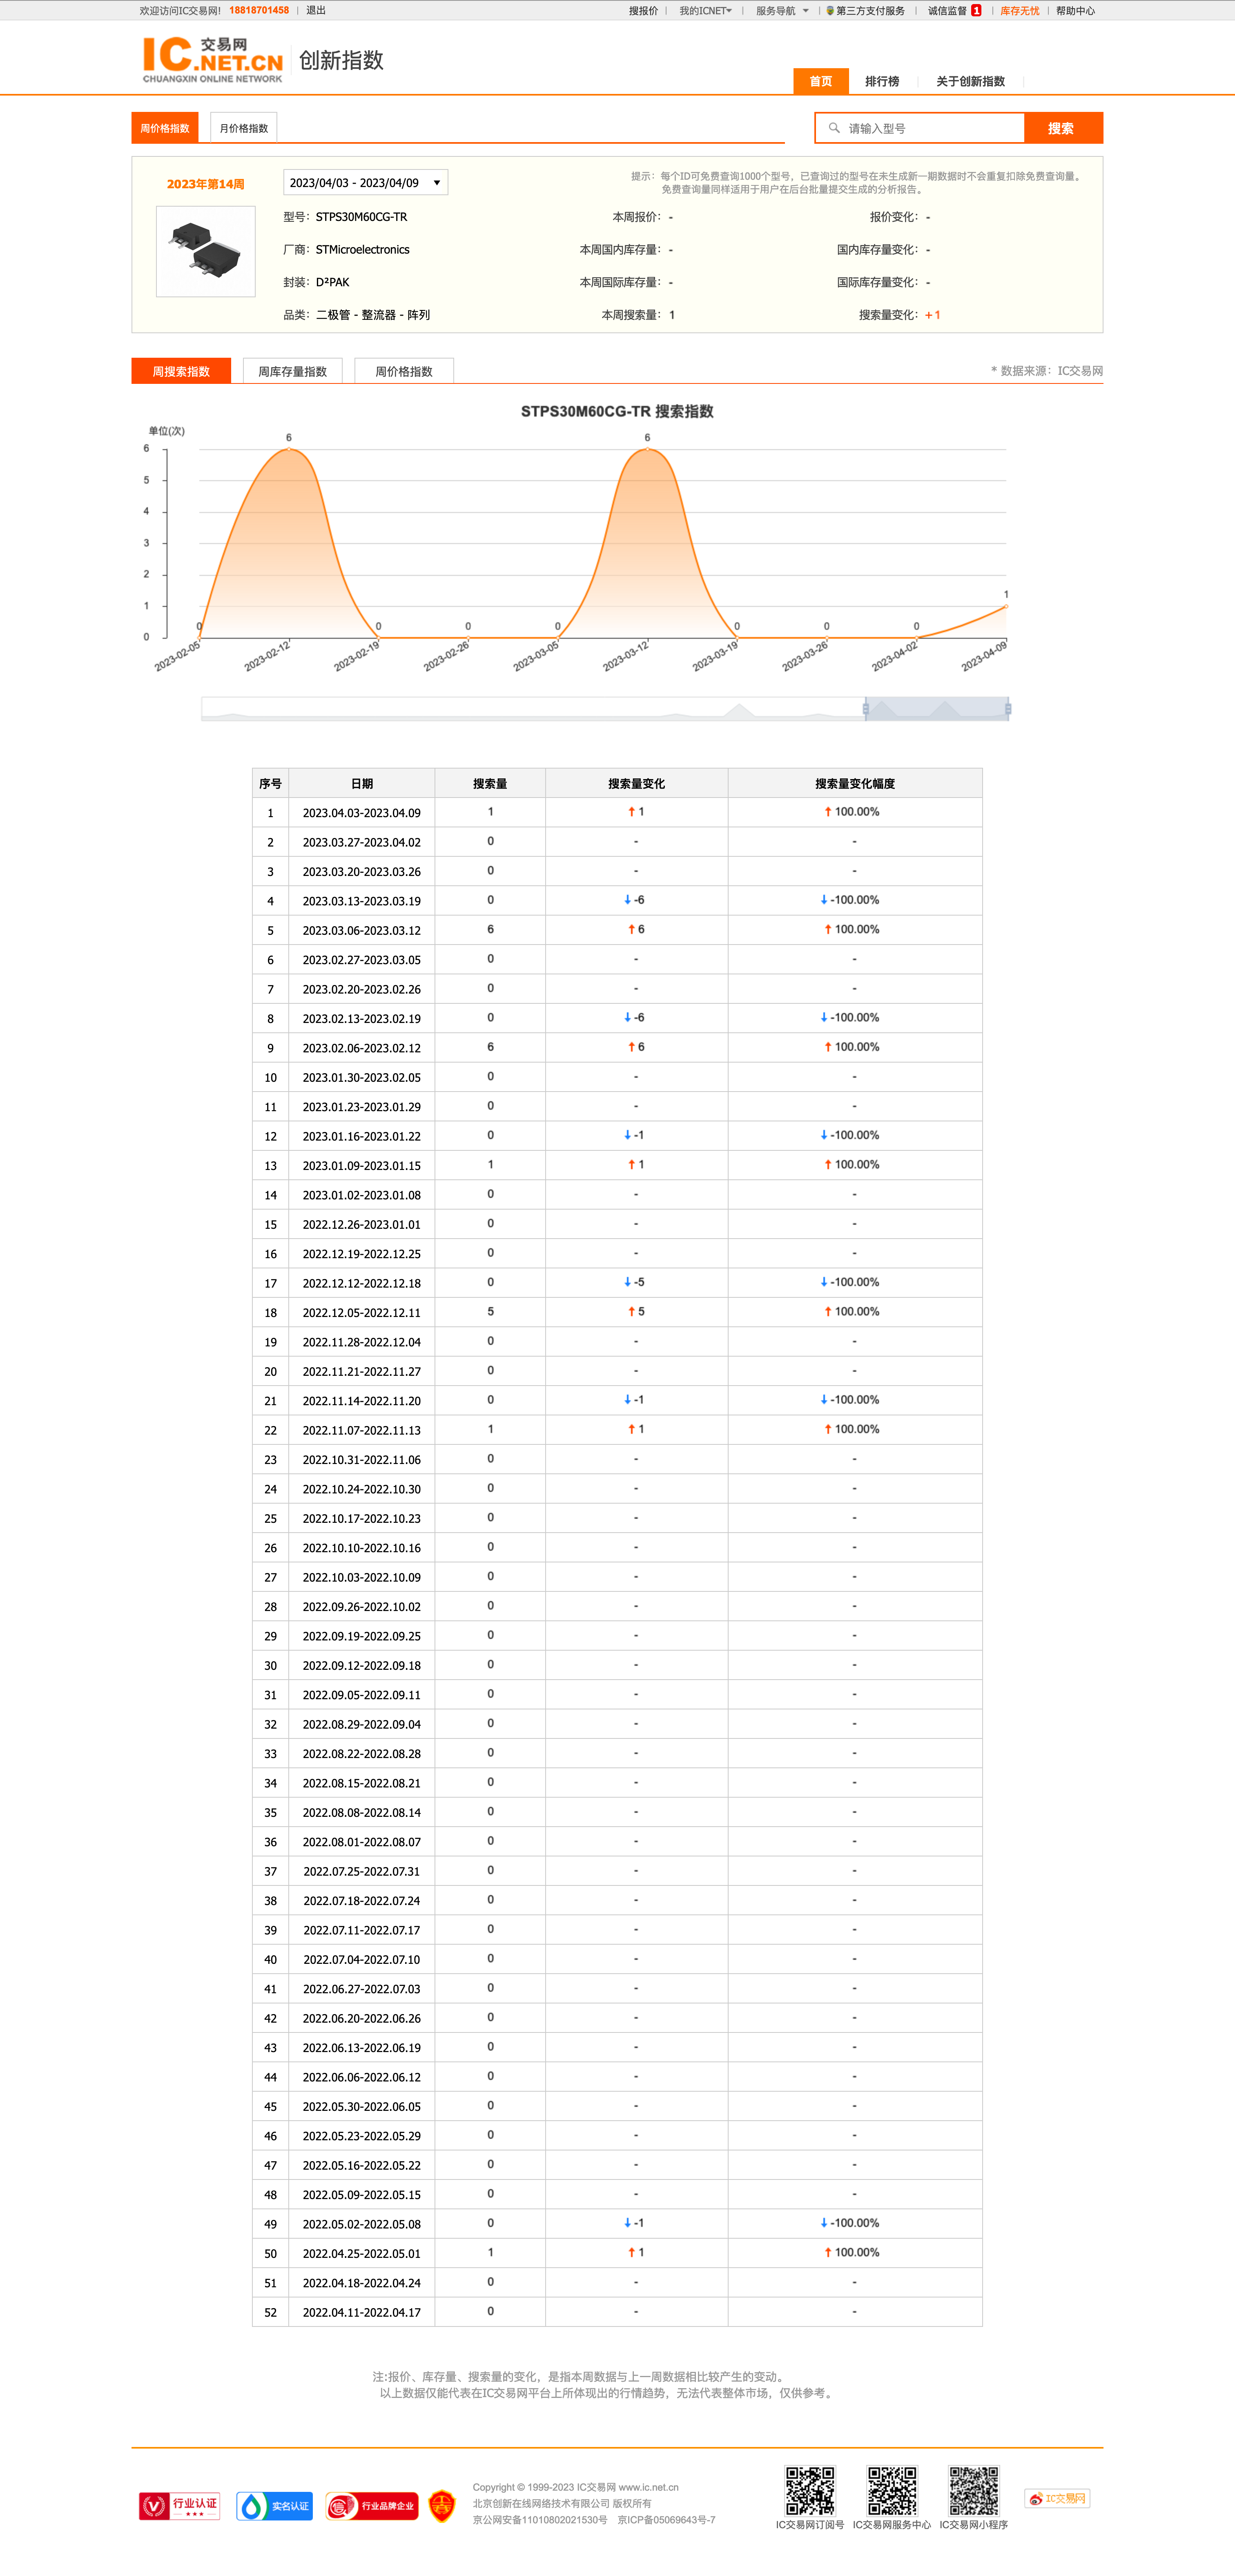 欢迎访问IC交易网! 18818701458 | 退出 搜报价 | 我的ICNET | 服务导航 | 第三方支付服务 | 诚信监督 1 | 库存无忧 | 帮助中心
IC 交易网 .NET.CN 创新指数
CHUANGXIN ONLINE NETWORK
首页 排行榜 关于创新指数
周价格指数 月价格指数 请输入型号 搜索
2023年第14周 2023/04/03 - 2023/04/09 提示：每个ID可免费查询1000个型号，已查询过的型号在未生成新一期数据时不会重复扣除免费查询量。
免费查询量同样适用于用户在后台批量提交生成的分析报告。
型号：STPS30M60CG-TR 本周报价：- 报价变化：-
厂商：STMicroelectronics 本周国内库存量：- 国内库存量变化：-
封装：D²PAK 本周国际库存量：- 国际库存量变化：-
品类：二极管 - 整流器 - 阵列 本周搜索量：1 搜索量变化：+1
周搜索指数 周库存量指数 周价格指数 * 数据来源：IC交易网
STPS30M60CG-TR 搜索指数
单位(次)
6 6
6
5
4
3
2
1 1
0 0 0 0 0 0 0 0
0
2023-02-05 2023-02-12 2023-02-19 2023-02-26 2023-03-05 2023-03-12 2023-03-19 2023-03-26 2023-04-02 2023-04-09
序号 日期 搜索量 搜索量变化 搜索量变化幅度
1 2023.04.03-2023.04.09 1 ↑1 ↑100.00%
2 2023.03.27-2023.04.02 0 - -
3 2023.03.20-2023.03.26 0 - -
4 2023.03.13-2023.03.19 0 ↓-6 ↓-100.00%
5 2023.03.06-2023.03.12 6 ↑6 ↑100.00%
6 2023.02.27-2023.03.05 0 - -
7 2023.02.20-2023.02.26 0 - -
8 2023.02.13-2023.02.19 0 ↓-6 ↓-100.00%
9 2023.02.06-2023.02.12 6 ↑6 ↑100.00%
10 2023.01.30-2023.02.05 0 - -
11 2023.01.23-2023.01.29 0 - -
12 2023.01.16-2023.01.22 0 ↓-1 ↓-100.00%
13 2023.01.09-2023.01.15 1 ↑1 ↑100.00%
14 2023.01.02-2023.01.08 0 - -
15 2022.12.26-2023.01.01 0 - -
16 2022.12.19-2022.12.25 0 - -
17 2022.12.12-2022.12.18 0 ↓-5 ↓-100.00%
18 2022.12.05-2022.12.11 5 ↑5 ↑100.00%
19 2022.11.28-2022.12.04 0 - -
20 2022.11.21-2022.11.27 0 - -
21 2022.11.14-2022.11.20 0 ↓-1 ↓-100.00%
22 2022.11.07-2022.11.13 1 ↑1 ↑100.00%
23 2022.10.31-2022.11.06 0 - -
24 2022.10.24-2022.10.30 0 - -
25 2022.10.17-2022.10.23 0 - -
26 2022.10.10-2022.10.16 0 - -
27 2022.10.03-2022.10.09 0 - -
28 2022.09.26-2022.10.02 0 - -
29 2022.09.19-2022.09.25 0 - -
30 2022.09.12-2022.09.18 0 - -
31 2022.09.05-2022.09.11 0 - -
32 2022.08.29-2022.09.04 0 - -
33 2022.08.22-2022.08.28 0 - -
34 2022.08.15-2022.08.21 0 - -
35 2022.08.08-2022.08.14 0 - -
36 2022.08.01-2022.08.07 0 - -
37 2022.07.25-2022.07.31 0 - -
38 2022.07.18-2022.07.24 0 - -
39 2022.07.11-2022.07.17 0 - -
40 2022.07.04-2022.07.10 0 - -
41 2022.06.27-2022.07.03 0 - -
42 2022.06.20-2022.06.26 0 - -
43 2022.06.13-2022.06.19 0 - -
44 2022.06.06-2022.06.12 0 - -
45 2022.05.30-2022.06.05 0 - -
46 2022.05.23-2022.05.29 0 - -
47 2022.05.16-2022.05.22 0 - -
48 2022.05.09-2022.05.15 0 - -
49 2022.05.02-2022.05.08 0 ↓-1 ↓-100.00%
50 2022.04.25-2022.05.01 1 ↑1 ↑100.00%
51 2022.04.18-2022.04.24 0 - -
52 2022.04.11-2022.04.17 0 - -
注:报价、库存量、搜索量的变化，是指本周数据与上一周数据相比较产生的变动。
以上数据仅能代表在IC交易网平台上所体现出的行情趋势，无法代表整体市场，仅供参考。
行业认证 实名认证 行业品牌企业
Copyright © 1999-2023 IC交易网 www.ic.net.cn
北京创新在线网络技术有限公司 版权所有
京公网安备11010802021530号 京ICP备05069643号-7
IC交易网订阅号 IC交易网服务中心 IC交易网小程序
IC交易网